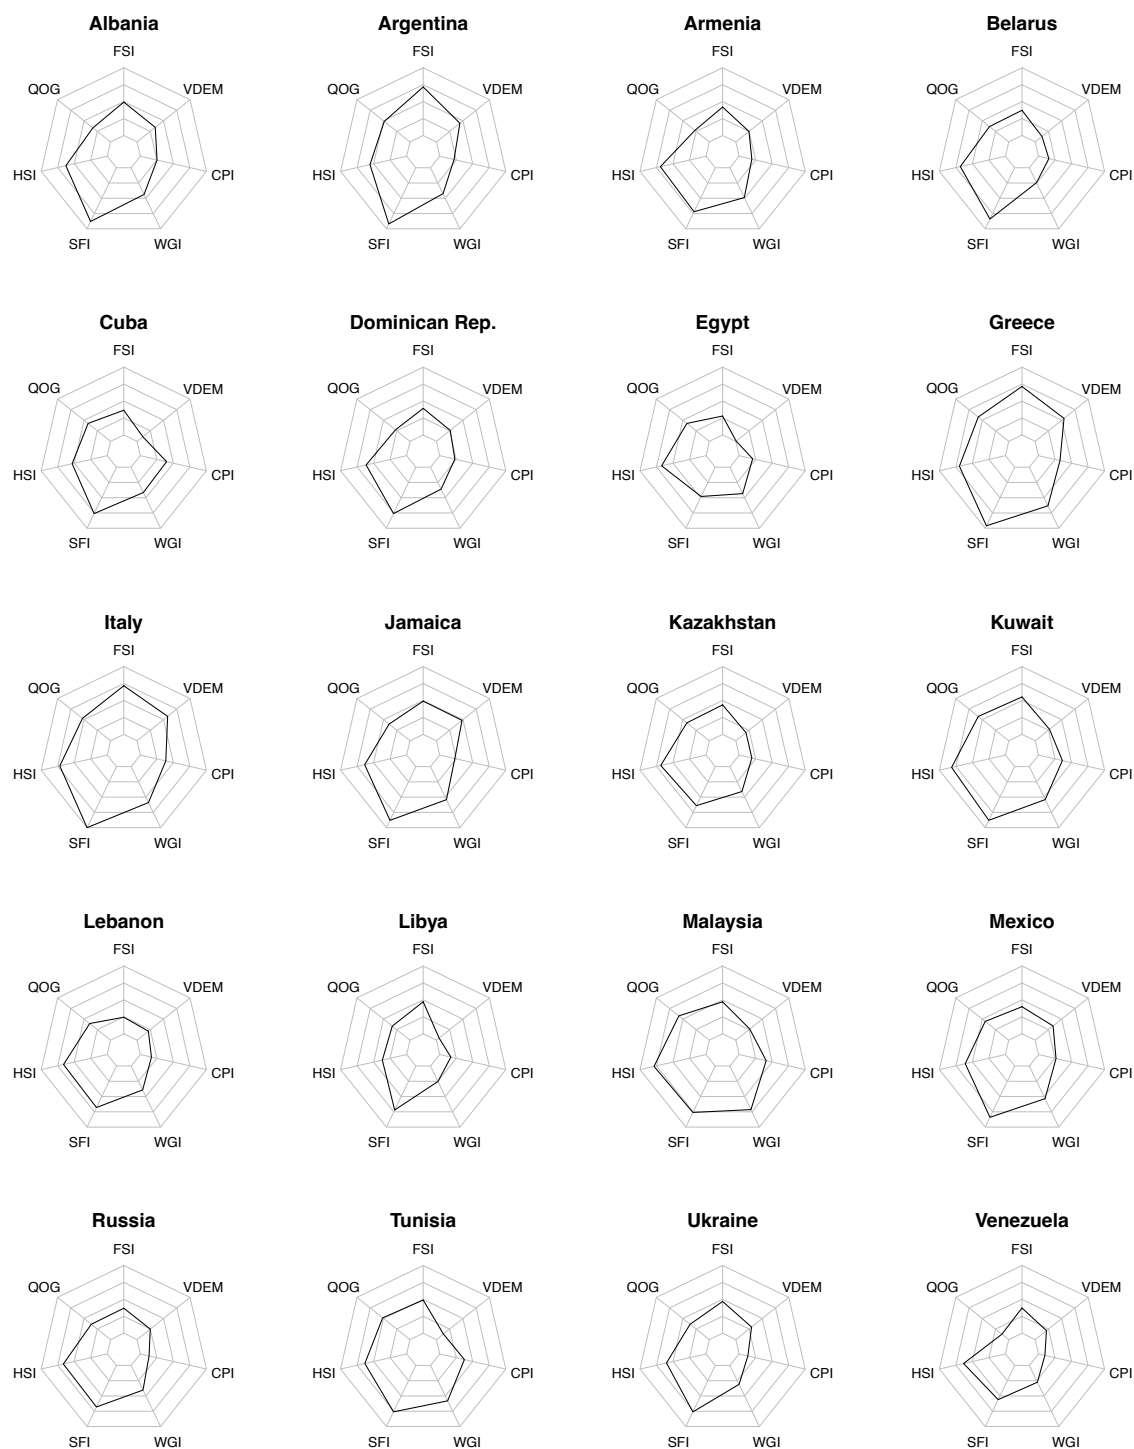 Albania
FSI
QOG
VDEM
HSI
CPI
SFI
WGI
Argentina
FSI
QOG
VDEM
HSI
CPI
SFI
WGI
Armenia
FSI
QOG
VDEM
HSI
CPI
SFI
WGI
Belarus
FSI
QOG
VDEM
HSI
CPI
SFI
WGI
Cuba
FSI
QOG
VDEM
HSI
CPI
SFI
WGI
Dominican Rep.
FSI
QOG
VDEM
HSI
CPI
SFI
WGI
Egypt
FSI
QOG
VDEM
HSI
CPI
SFI
WGI
Greece
FSI
QOG
VDEM
HSI
CPI
SFI
WGI
Italy
FSI
QOG
VDEM
HSI
CPI
SFI
WGI
Jamaica
FSI
QOG
VDEM
HSI
CPI
SFI
WGI
Kazakhstan
FSI
QOG
VDEM
HSI
CPI
SFI
WGI
Kuwait
FSI
QOG
VDEM
HSI
CPI
SFI
WGI
Lebanon
FSI
QOG
VDEM
HSI
CPI
SFI
WGI
Libya
FSI
QOG
VDEM
HSI
CPI
SFI
WGI
Malaysia
FSI
QOG
VDEM
HSI
CPI
SFI
WGI
Mexico
FSI
QOG
VDEM
HSI
CPI
SFI
WGI
Russia
FSI
QOG
VDEM
HSI
CPI
SFI
WGI
Tunisia
FSI
QOG
VDEM
HSI
CPI
SFI
WGI
Ukraine
FSI
QOG
VDEM
HSI
CPI
SFI
WGI
Venezuela
FSI
QOG
VDEM
HSI
CPI
SFI
WGI